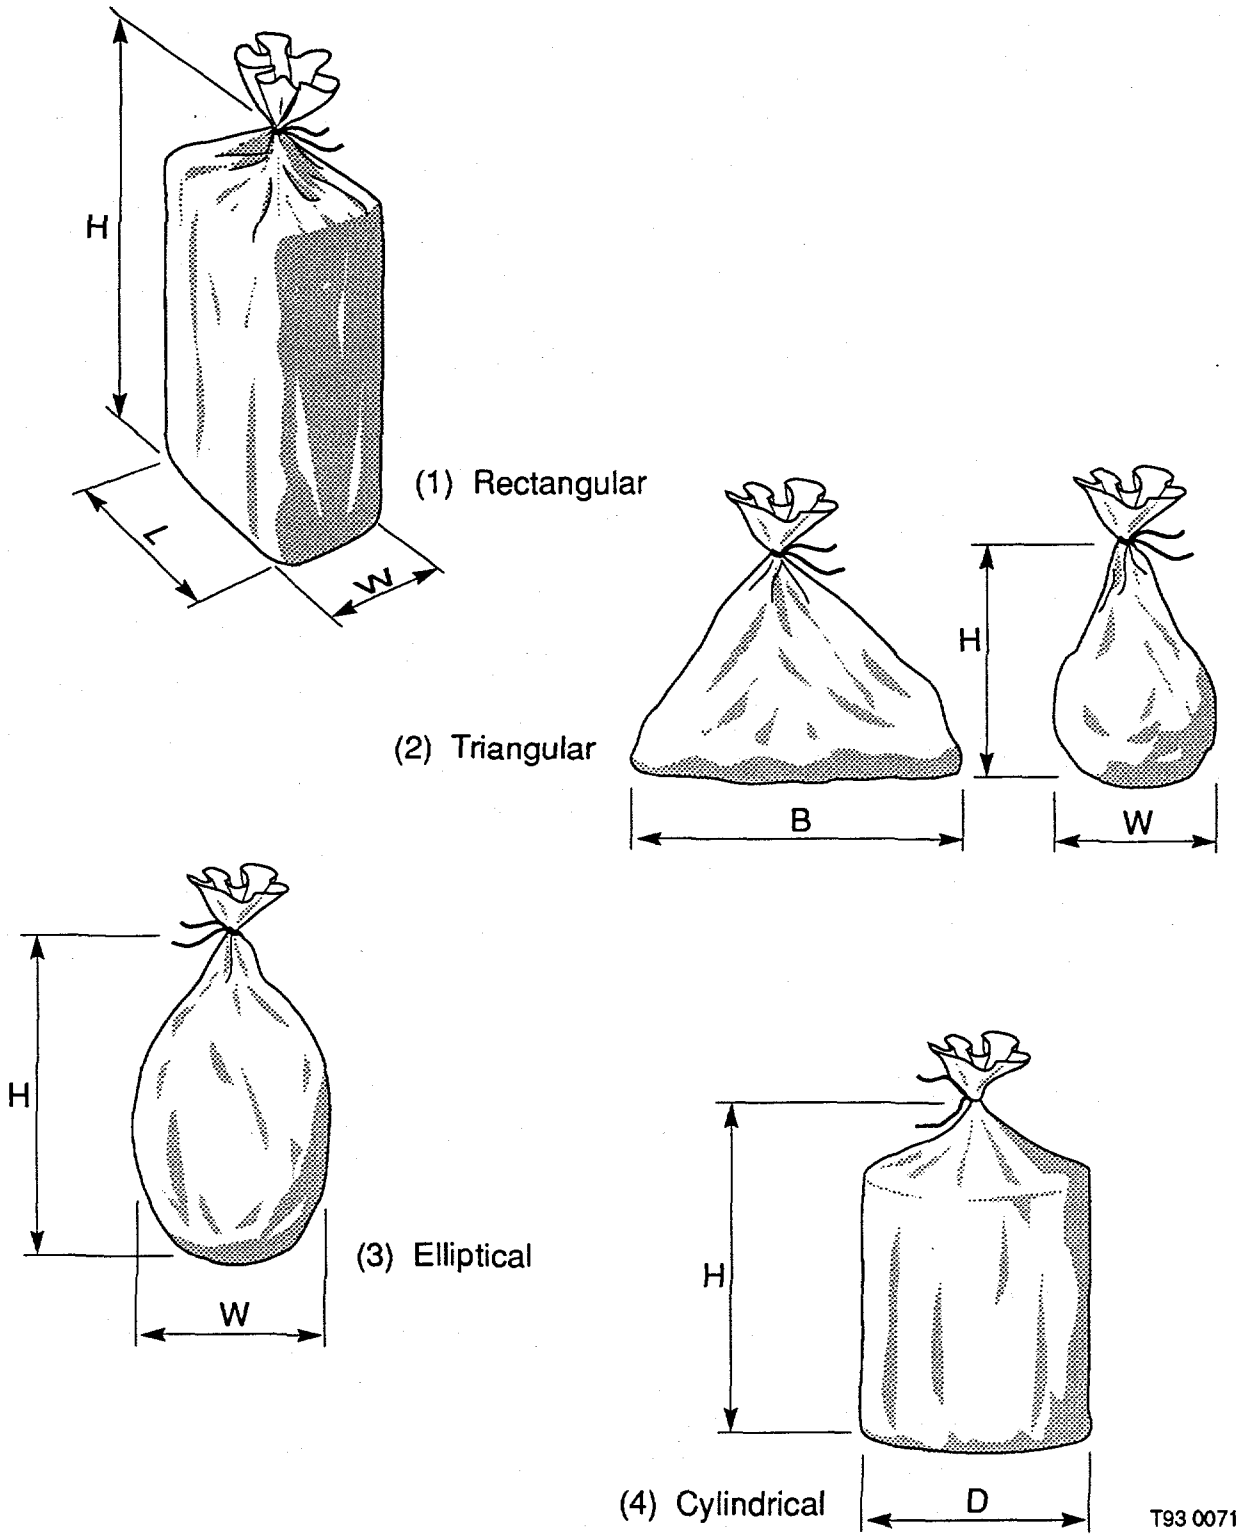 H
L
W
(1) Rectangular
H
(2) Triangular
B
W
H
W
(3) Elliptical
H
D
(4) Cylindrical
T93 0071